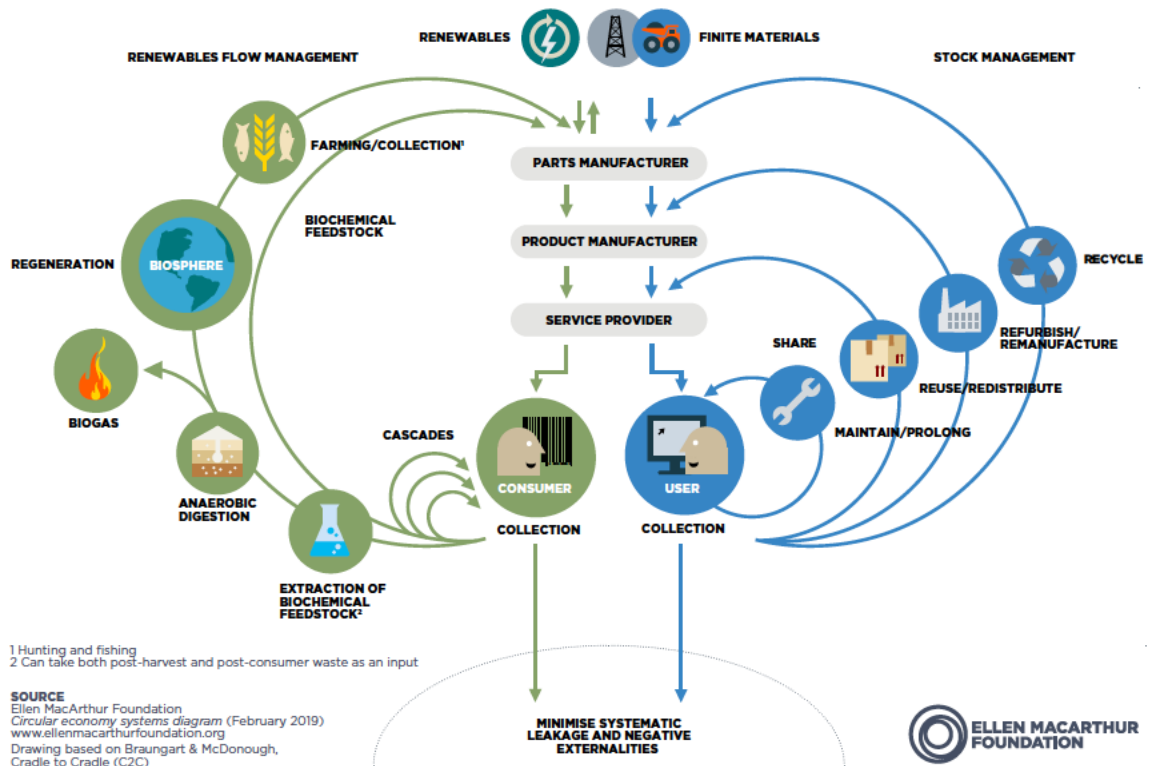 RENEWABLES
FINITE MATERIALS
RENEWABLES FLOW MANAGEMENT
STOCK MANAGEMENT
FARMING/COLLECTION¹
PARTS MANUFACTURER
BIOCHEMICAL
FEEDSTOCK
PRODUCT MANUFACTURER
REGENERATION
BIOSPHERE
RECYCLE
SERVICE PROVIDER
SHARE
REFURBISH/
REMANUFACTURE
REUSE/REDISTRIBUTE
BIOGAS
CASCADES
MAINTAIN/PROLONG
CONSUMER
USER
ANAEROBIC
DIGESTION
COLLECTION
COLLECTION
EXTRACTION OF
BIOCHEMICAL
FEEDSTOCK²
1 Hunting and fishing
2 Can take both post-harvest and post-consumer waste as an input
SOURCE
Ellen MacArthur Foundation
Circular economy systems diagram (February 2019)
www.ellenmacarthurfoundation.org
Drawing based on Braungart & McDonough,
Cradle to Cradle (C2C)
MINIMISE SYSTEMATIC
LEAKAGE AND NEGATIVE
EXTERNALITIES
ELLEN MACARTHUR
FOUNDATION